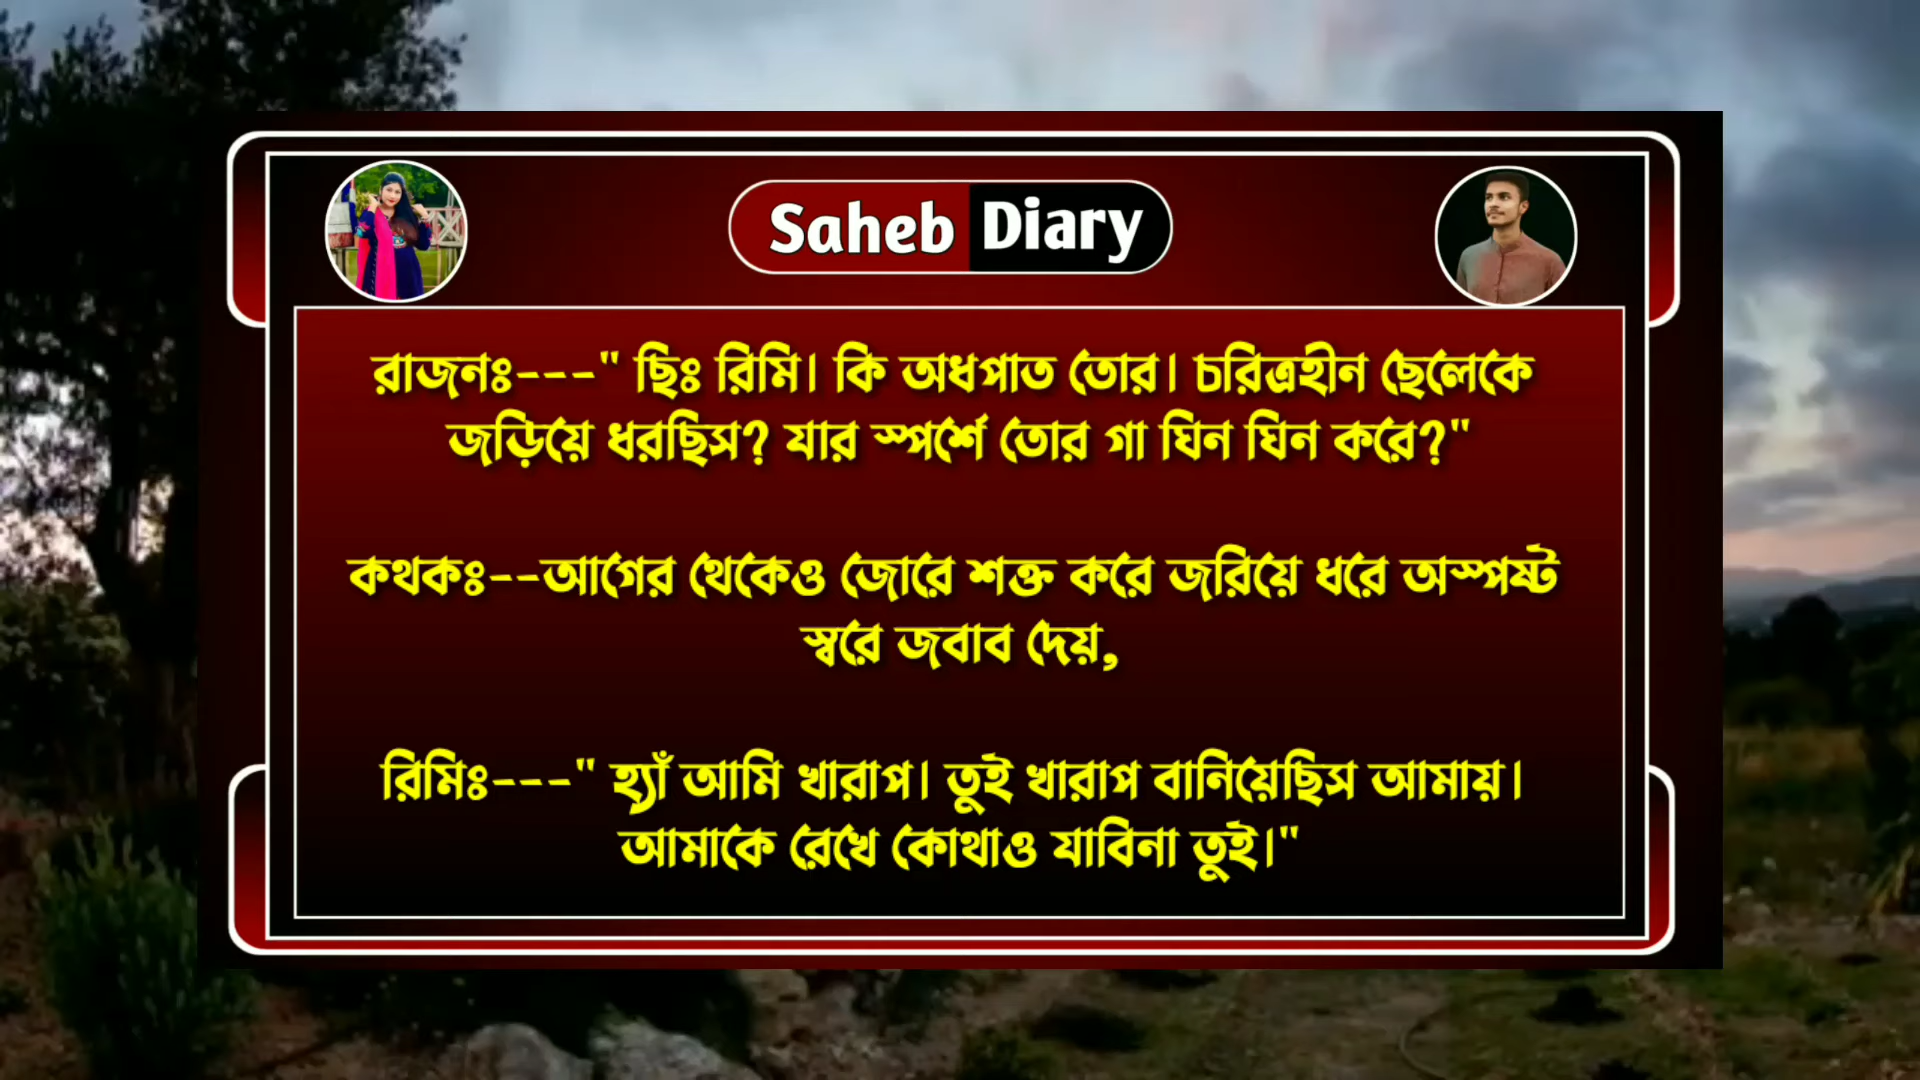 Saheb Diary
রাজনঃ---" ছিঃ রিমি। কি অধপাত তোর। চরিত্রহীন ছেলেকে
জড়িয়ে ধরছিস? যার স্পর্শে তোর গা ঘিন ঘিন করে?"
কথকঃ--আগের থেকেও জোরে শক্ত করে জরিয়ে ধরে অস্পষ্ট
স্বরে জবাব দেয়,
রিমিঃ---" হ্যাঁ আমি খারাপ। তুই খারাপ বানিয়েছিস আমায়।
আমাকে রেখে কোথাও যাবিনা তুই।"